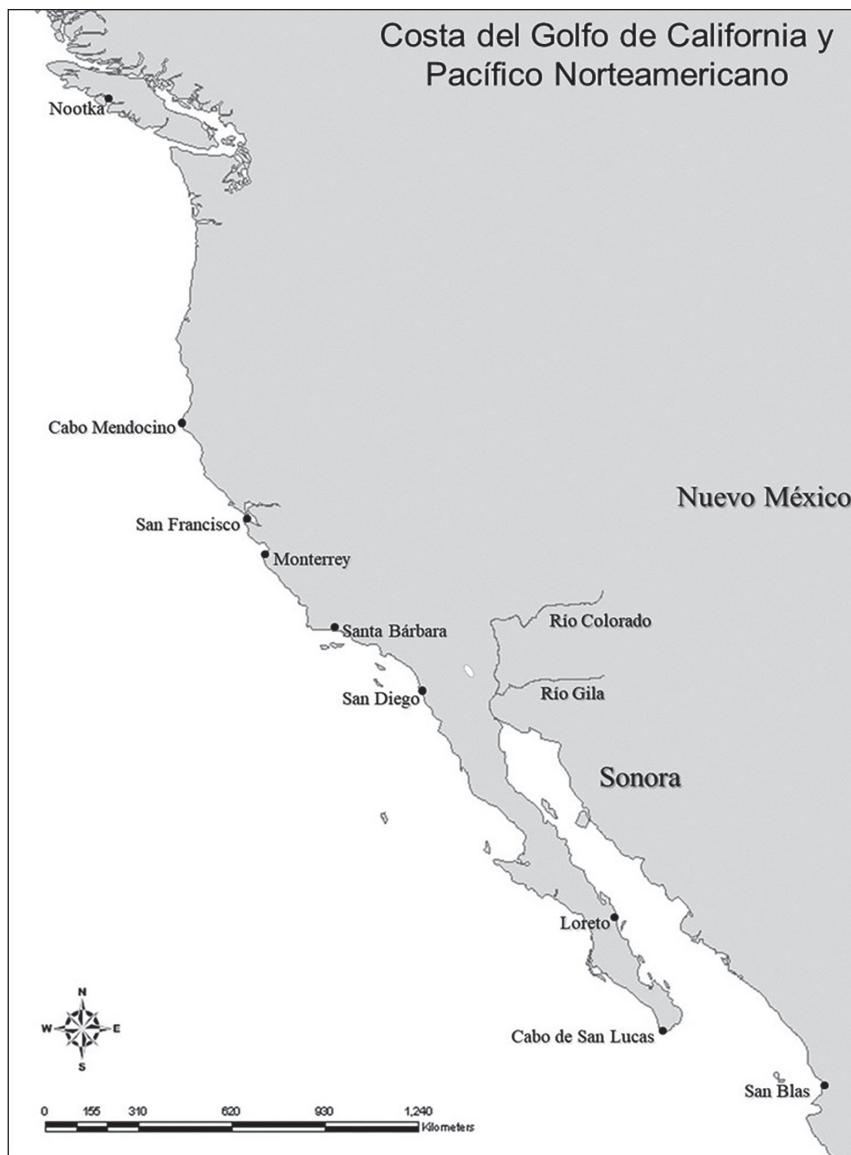 Costa del Golfo de California y
Pacífico Norteamericano
Nootka
Cabo Mendocino
Nuevo México
San Francisco
Monterrey
Río Colorado
Santa Bárbara
Río Gila
San Diego
Sonora
Loreto
N
W E
S
Cabo de San Lucas
San Blas
0 155 310 620 930 1,240
Kilometers